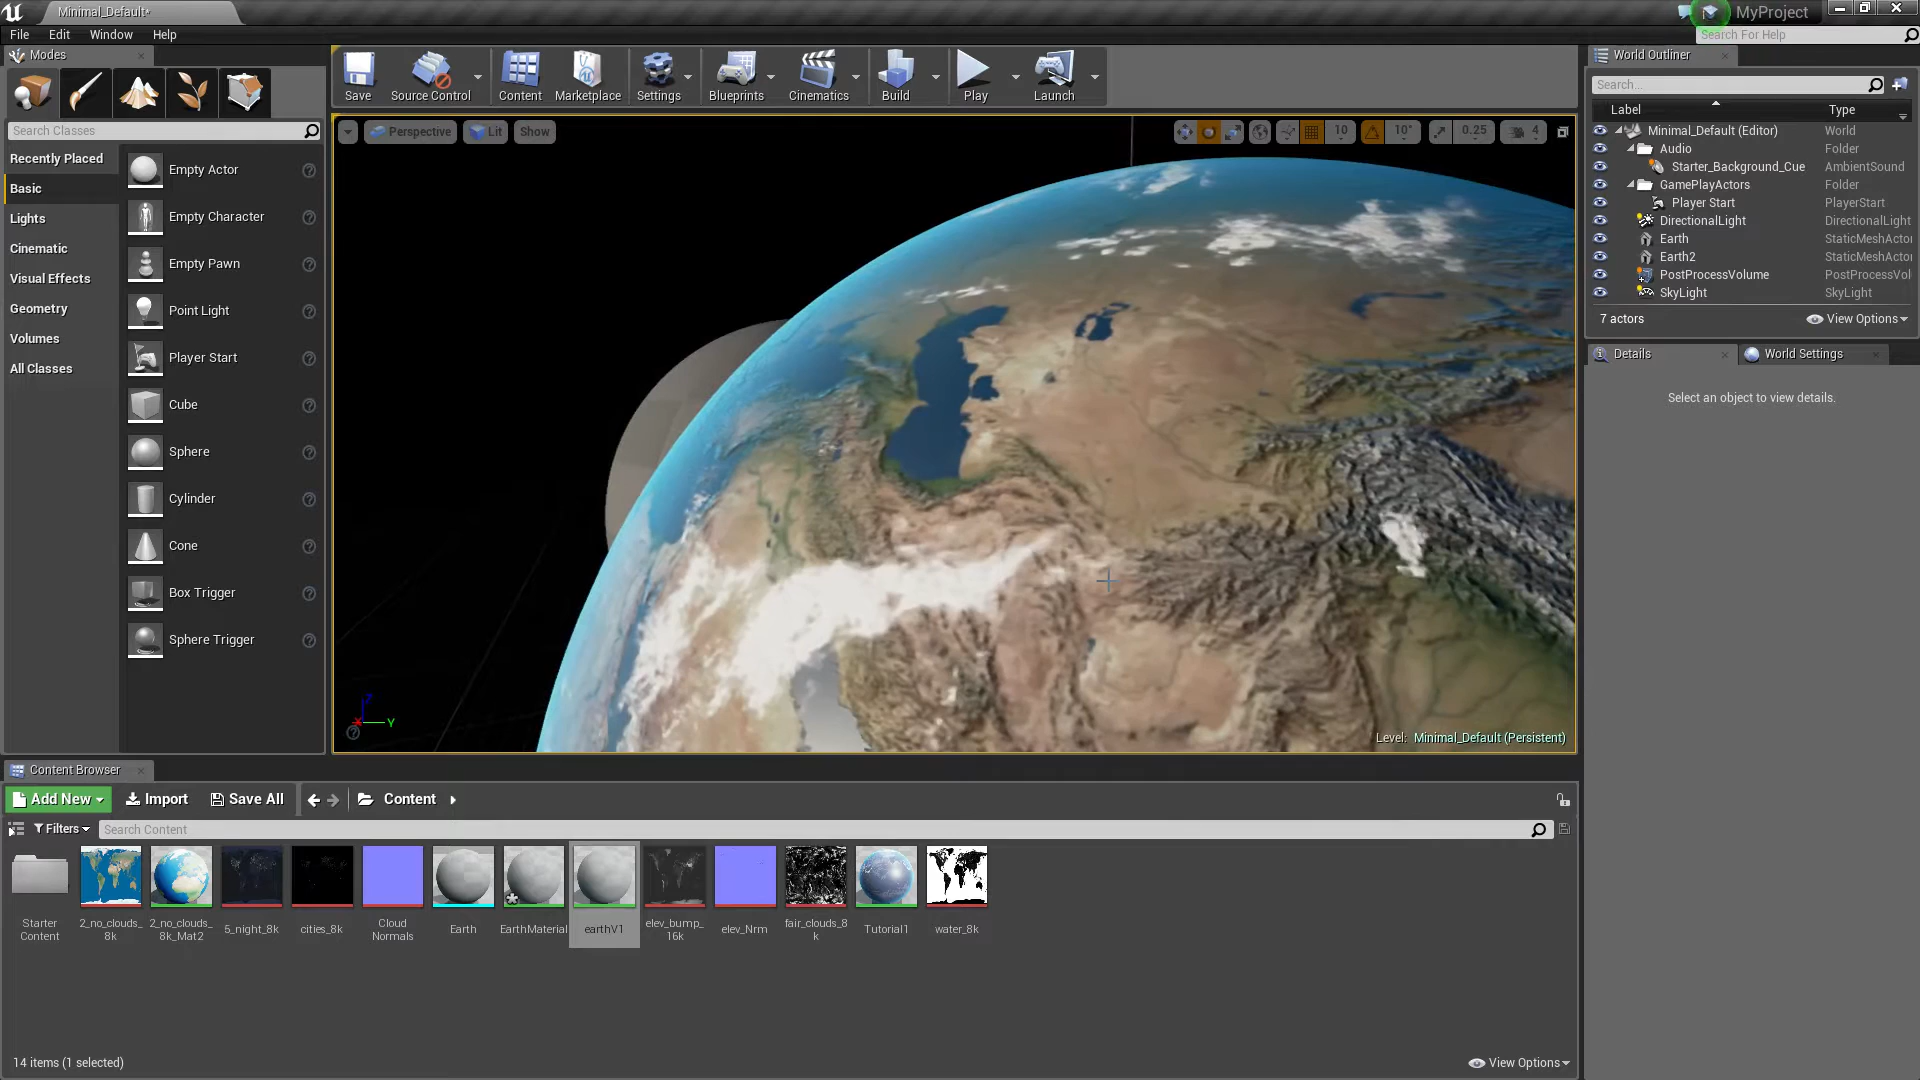 Minimal_Default*
MyProject
File Edit Window Help
Search For Help
Modes
Search Classes
Recently Placed
Basic
Lights
Cinematic
Visual Effects
Geometry
Volumes
All Classes
Empty Actor
Empty Character
Empty Pawn
Point Light
Player Start
Cube
Sphere
Cylinder
Cone
Box Trigger
Sphere Trigger
Save Source Control Content Marketplace Settings Blueprints Cinematics Build Play Launch
Perspective Lit Show
10 10° 0.25 4
Z
X Y
Level: Minimal_Default (Persistent)
World Outliner
Search...
Label Type
Minimal_Default (Editor) World
Audio Folder
Starter_Background_Cue AmbientSound
GamePlayActors Folder
Player Start PlayerStart
DirectionalLight DirectionalLight
Earth StaticMeshActor
Earth2 StaticMeshActor
PostProcessVolume PostProcessVol
SkyLight SkyLight
7 actors View Options
Details World Settings
Select an object to view details.
Content Browser
Add New Import Save All Content
Filters Search Content
Starter Content
2_no_clouds_8k
2_no_clouds_8k_Mat2
5_night_8k
cities_8k
Cloud Normals
Earth
EarthMaterial
earthV1
elev_bump_16k
elev_Nrm
fair_clouds_8k
Tutorial1
water_8k
14 items (1 selected) View Options